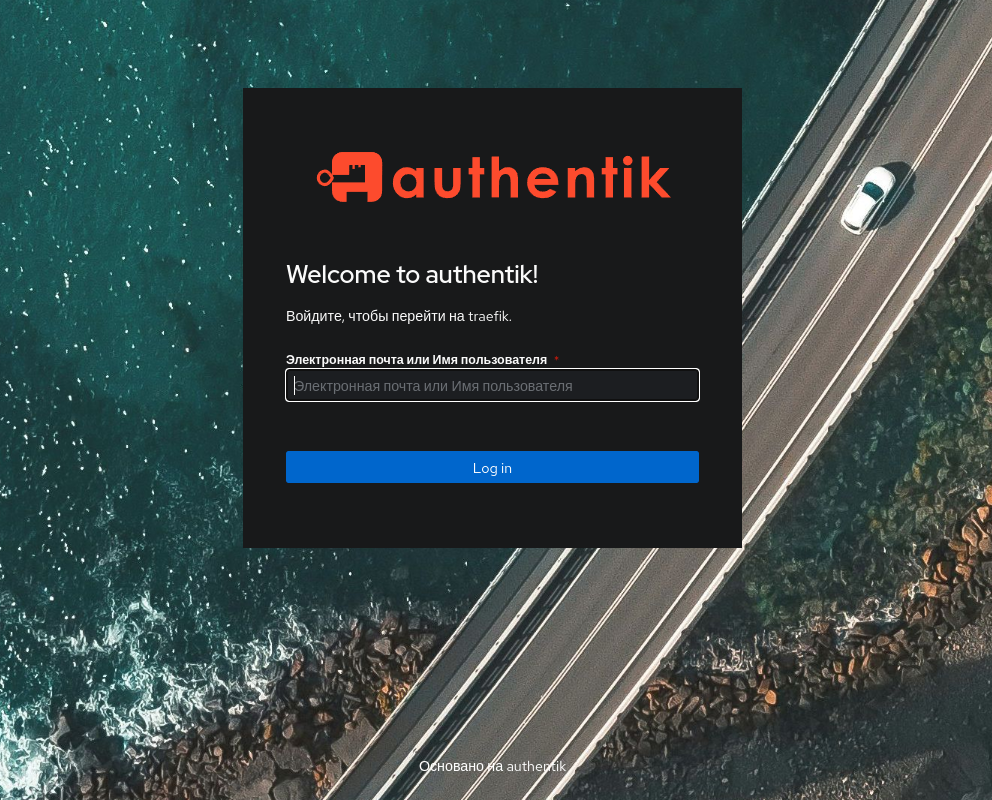 authentik
Welcome to authentik!
Войдите, чтобы перейти на traefik.
Электронная почта или Имя пользователя *
Электронная почта или Имя пользователя
Log in
Основано на authentik